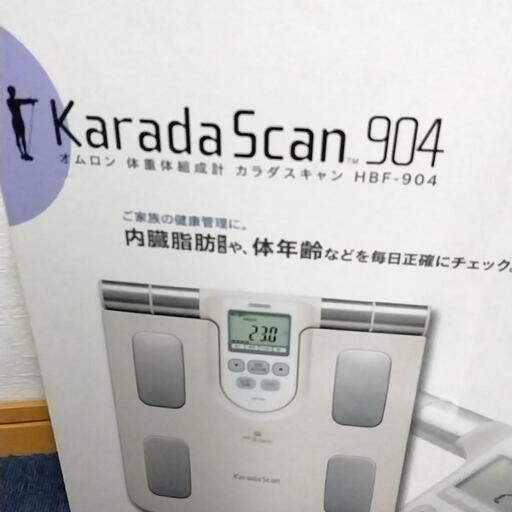 KaradaScan™ 904
オムロン 体重体組成計 カラダスキャン HBF-904
ご家族の健康管理に。
内臓脂肪や、体年齢などを毎日正確にチェック。
23.0
KaradaScan